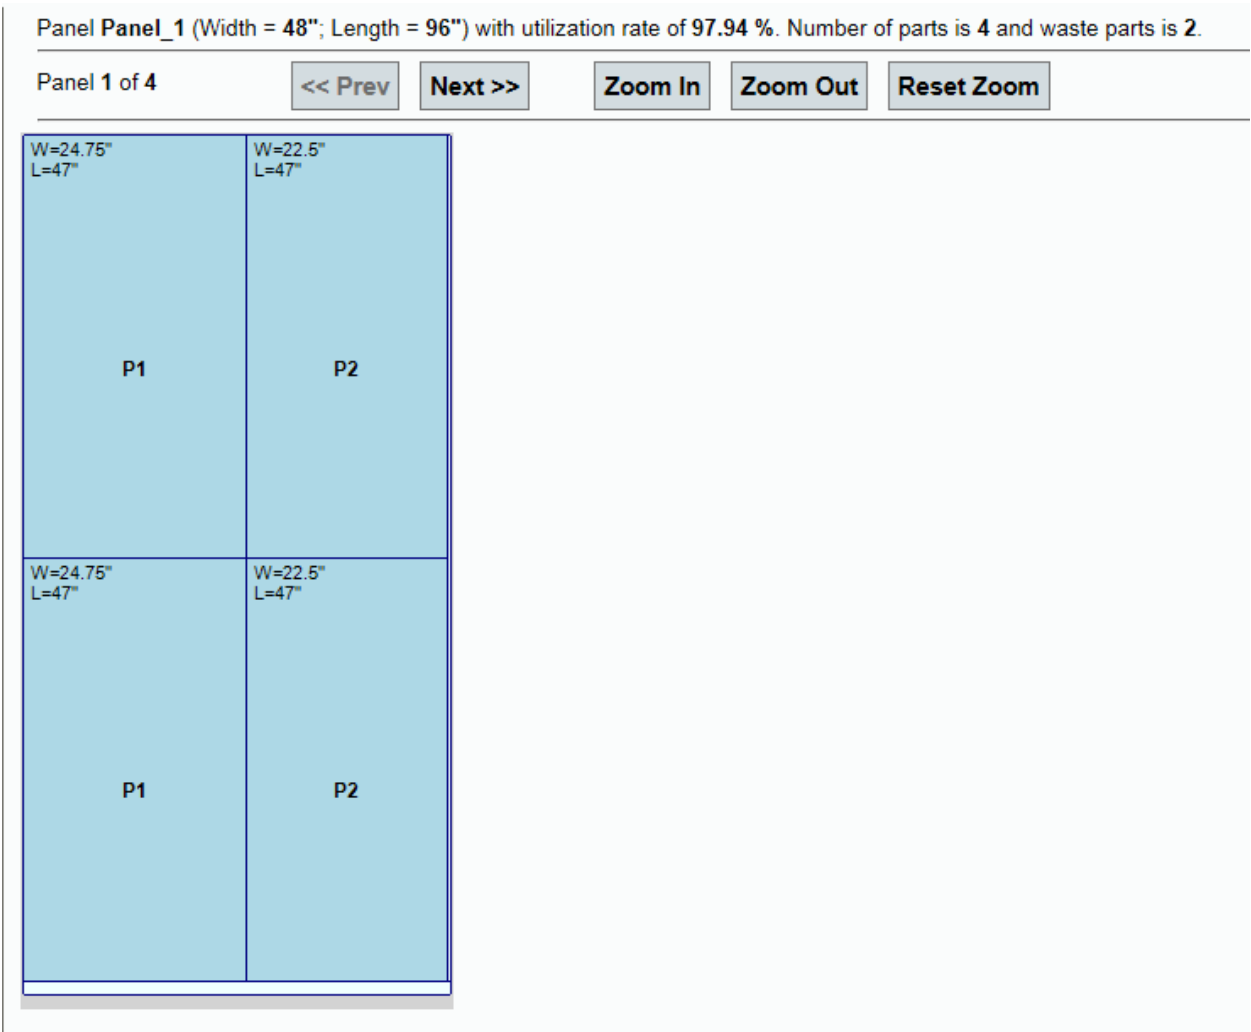 Panel Panel_1 (Width = 48"; Length = 96") with utilization rate of 97.94 %. Number of parts is 4 and waste parts is 2.
Panel 1 of 4
<< Prev
Next >>
Zoom In
Zoom Out
Reset Zoom
W=24.75"
L=47"
W=22.5"
L=47"
P1
P2
W=24.75"
L=47"
W=22.5"
L=47"
P1
P2